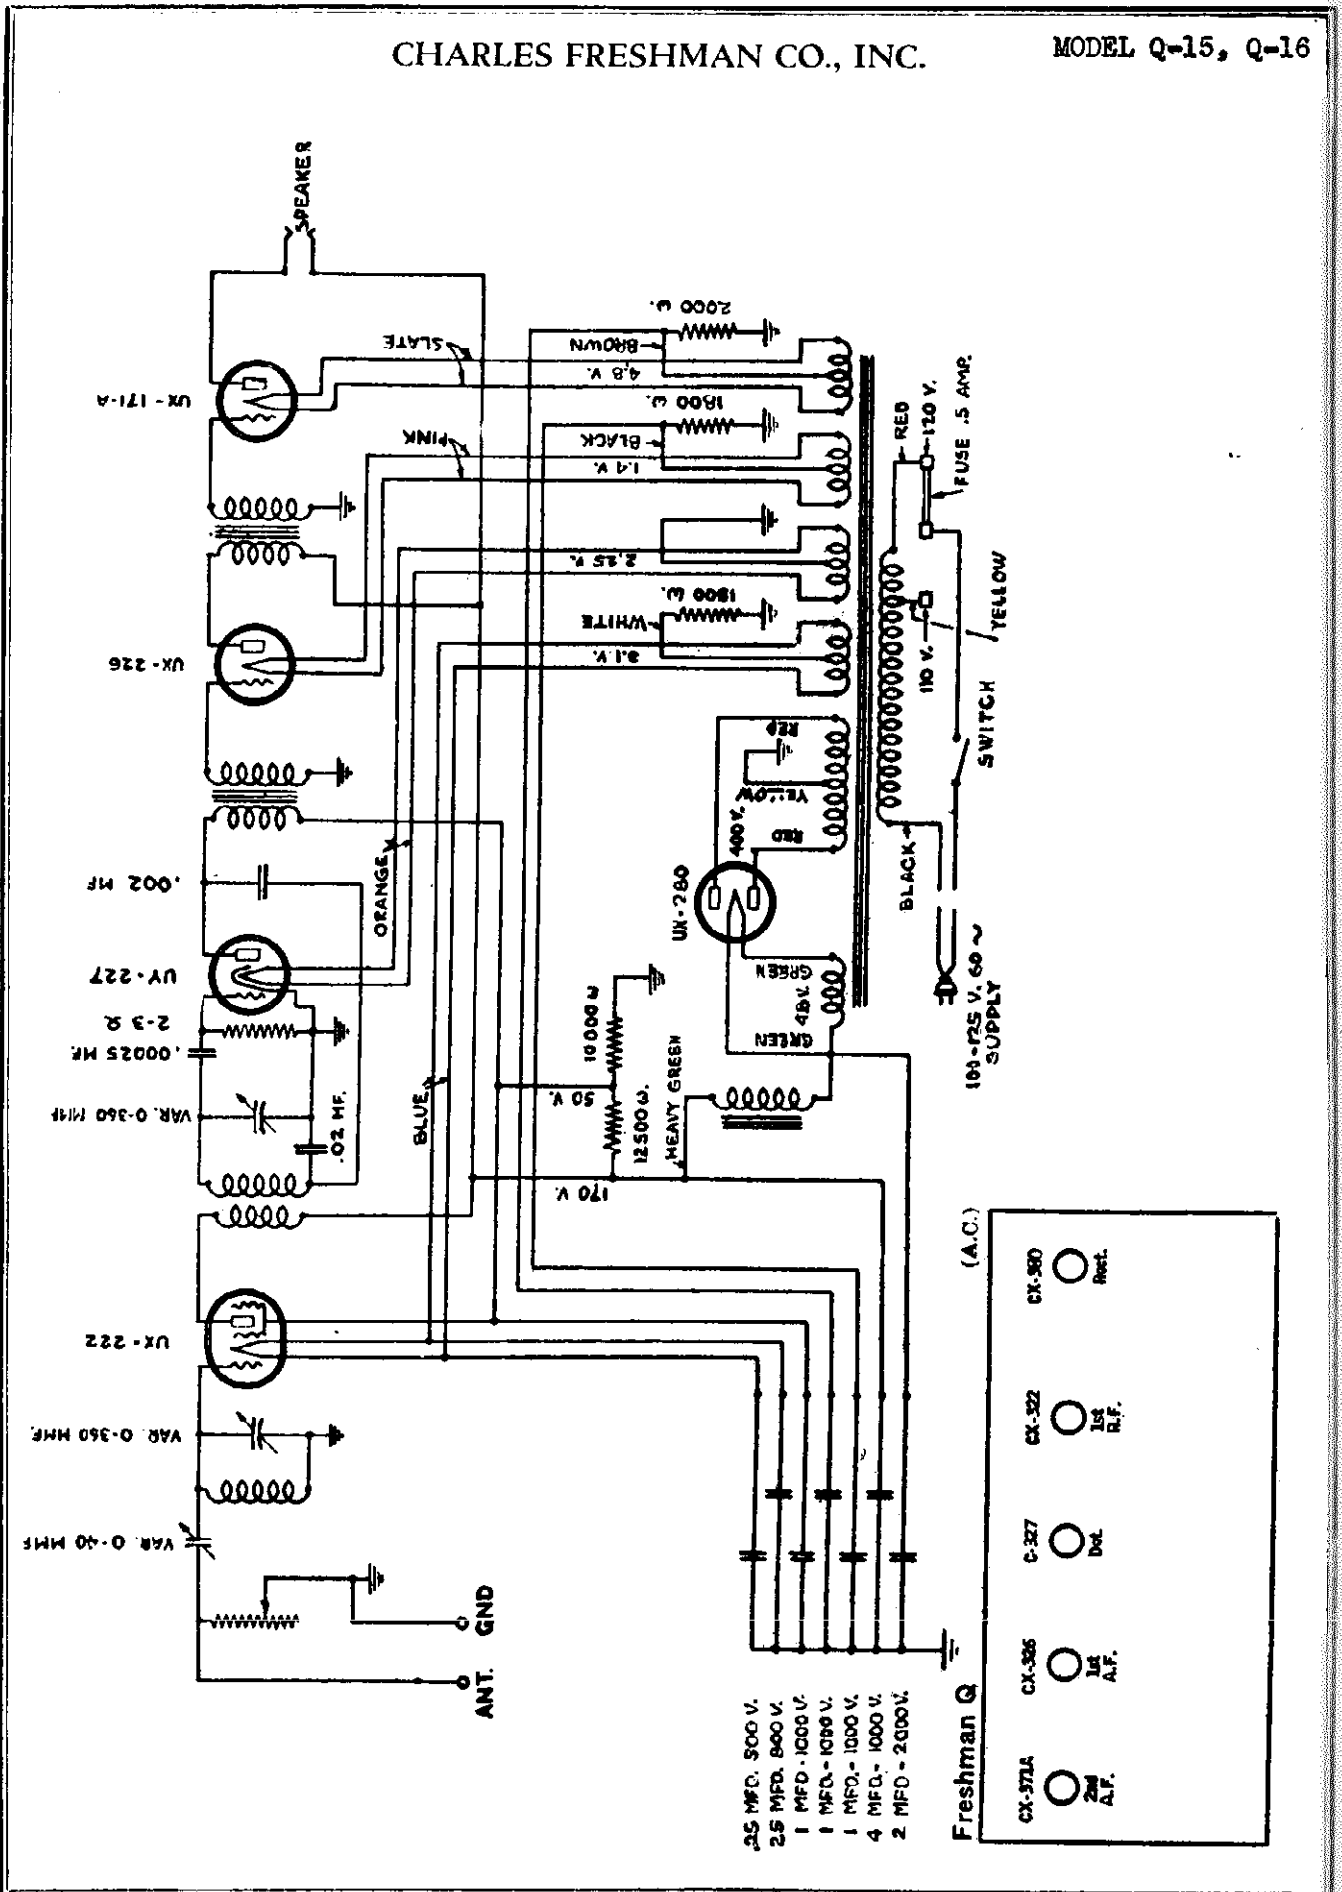 CHARLES FRESHMAN CO., INC.
MODEL Q-15, Q-16
SPEAKER
UX-171-A
SLATE
PINK
2000 ω.
BROWN
4.8 V.
1800 ω.
BLACK
1.4 V.
RED
120 V.
FUSE .5 AMP.
2.25 V.
1800 ω.
WHITE
3.1 V.
110 V.
YELLOW
SWITCH
UX-226
RED
YELLOW
400 V.
RED
UX-280
BLACK
.002 MF
ORANGE
UY-227
2-3 Ω
.00025 MF.
GREEN
48 V.
GREEN
100-125 V. 60 ~
SUPPLY
10000 ω
VAR. 0-360 MMF
.02 MF.
BLUE
50 V.
12500 ω.
HEAVY GREEN
170 V.
UX-222
VAR. 0-360 MMF.
VAR. 0-40 MMF
GND
ANT.
.25 MFD. 500 V.
.25 MFD. 800 V.
1 MFD - 1000 V.
1 MFD. - 1000 V.
1 MFD. - 1000 V.
4 MFD. - 1000 V.
2 MFD - 2000 V.
Freshman Q
(A.C.)
CX-371A
2nd
A.F.
CX-326
1st
A.F.
C-327
Det.
CX-322
1st
R.F.
CX-380
Rect.